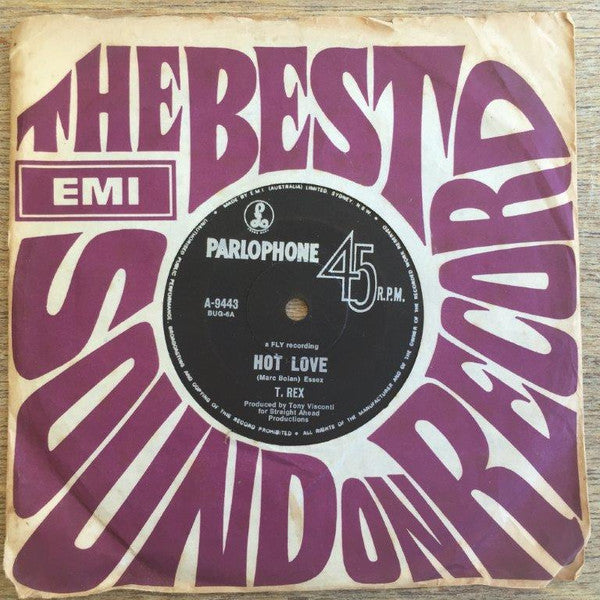 THE BEST
SOUND ON RECORD
EMI
MADE BY E.M.I. (AUSTRALIA) LIMITED, SYDNEY, N.S.W.
UNAUTHORISED PUBLIC PERFORMANCE BROADCASTING AND COPYING OF THIS RECORD PROHIBITED • ALL RIGHTS OF THE MANUFACTURER AND OF THE OWNER OF THE RECORDED WORK RESERVED
PARLOPHONE
45
R.P.M.
A-9443
BUG-6A
a FLY recording
HOT LOVE
(Marc Bolan) Essex
T. REX
Produced by Tony Visconti
for Straight Ahead
Productions